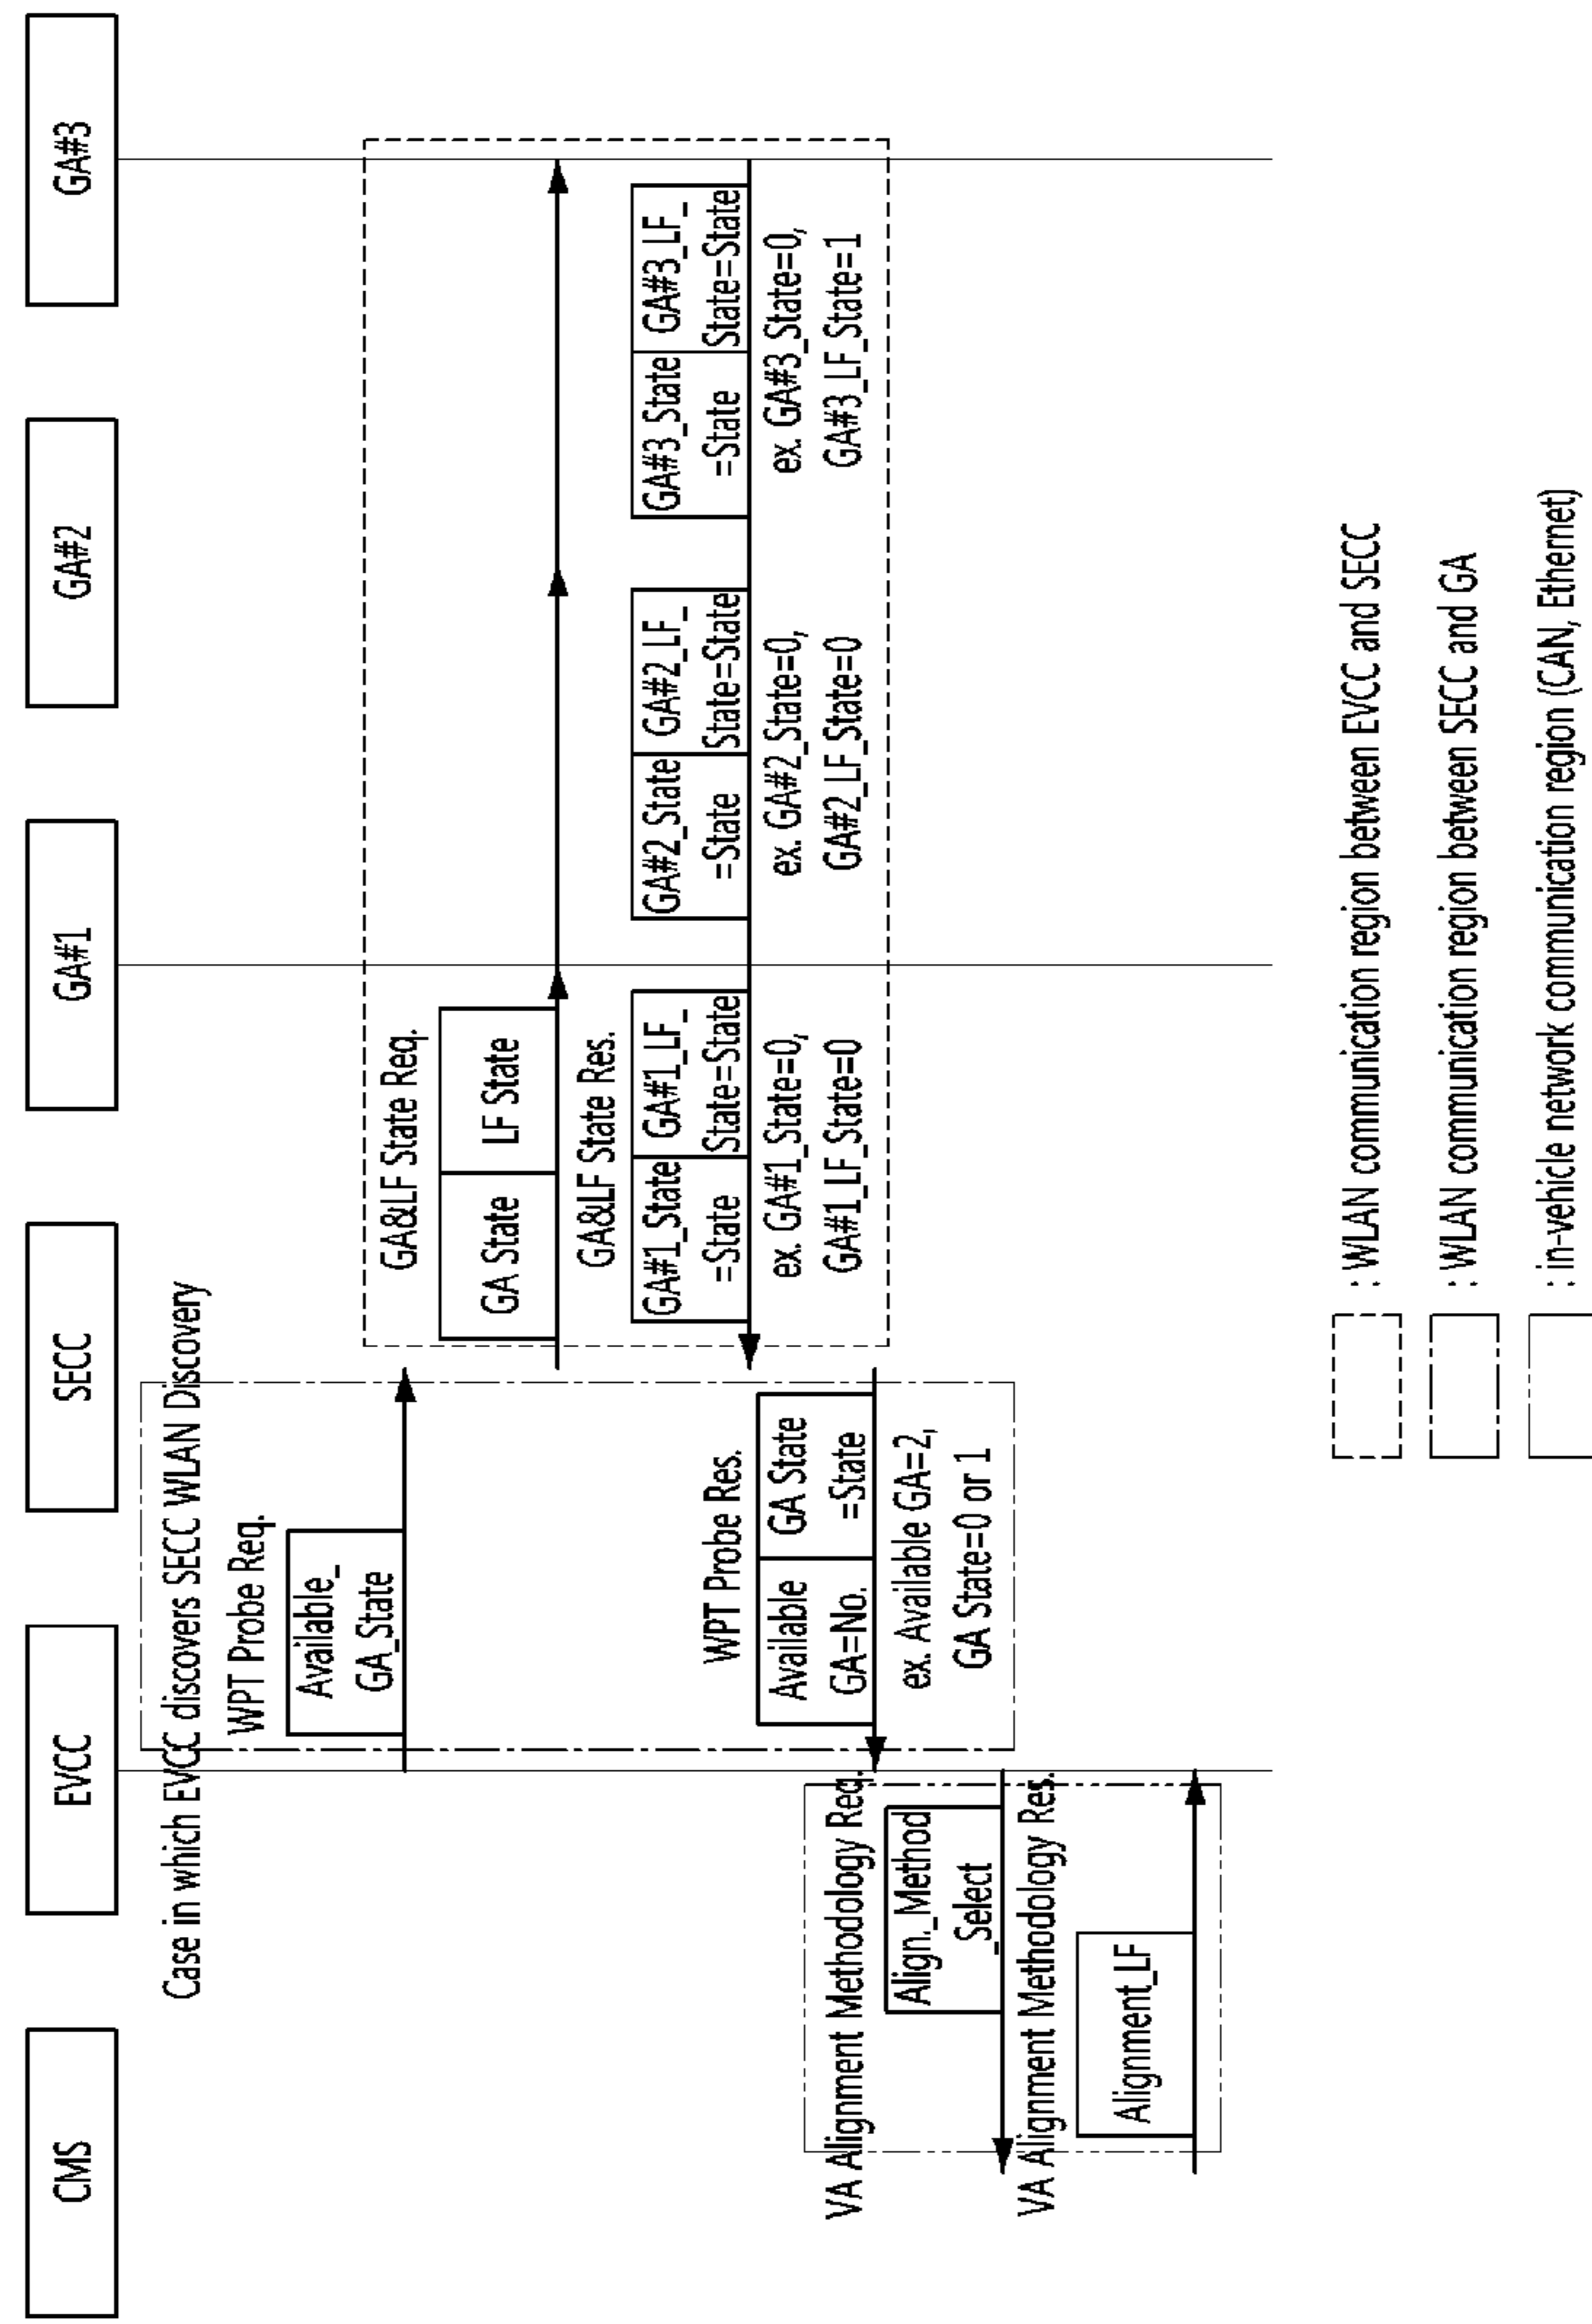 CMS
EVCC
SECC
GA#1
GA#2
GA#3
Case in which EVCC discovers SECC WLAN Discovery
WPT Probe Req.
Available_
GA_State
GA&LF State Req.
GA State
LF State
GA&LF State Res.
GA#1_State
=State
GA#1_LF_
State=State
GA#2_State
=State
GA#2_LF_
State=State
GA#3_State
=State
GA#3_LF_
State=State
ex. GA#1_State=0,
GA#1_LF_State=0
ex. GA#2_State=0,
GA#2_LF_State=0
ex. GA#3_State=0,
GA#3_LF_State=1
WPT Probe Res.
Available
GA=No.
GA State
=State
ex. Available GA=2,
GA State=0 or 1
VA Alignment Methodology Req.
Align._Method
_Select
VA Alignment Methodology Res.
Alignment_LF
: WLAN communication region between EVCC and SECC
: WLAN communication region between SECC and GA
: in-vehicle network communication region (CAN, Ethernet)